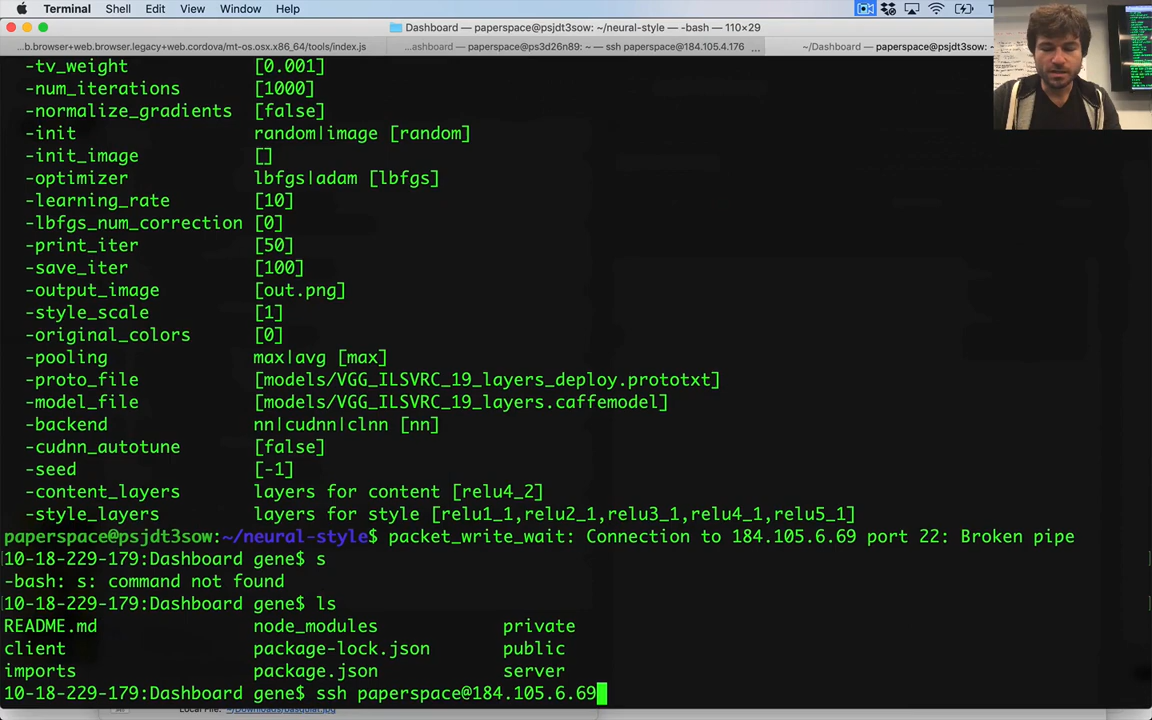 Terminal Shell Edit View Window Help
Dashboard — paperspace@psjdt3sow: ~/neural-style — -bash — 110×29
...b.browser+web.browser.legacy+web.cordova/mt-os.osx.x86_64/tools/index.js ...ashboard — paperspace@ps3d26n89: ~ — ssh paperspace@184.105.4.176 ... ~/Dashboard — paperspace@psjdt3sow:
-tv_weight [0.001]
-num_iterations [1000]
-normalize_gradients [false]
-init random|image [random]
-init_image []
-optimizer lbfgs|adam [lbfgs]
-learning_rate [10]
-lbfgs_num_correction [0]
-print_iter [50]
-save_iter [100]
-output_image [out.png]
-style_scale [1]
-original_colors [0]
-pooling max|avg [max]
-proto_file [models/VGG_ILSVRC_19_layers_deploy.prototxt]
-model_file [models/VGG_ILSVRC_19_layers.caffemodel]
-backend nn|cudnn|clnn [nn]
-cudnn_autotune [false]
-seed [-1]
-content_layers layers for content [relu4_2]
-style_layers layers for style [relu1_1,relu2_1,relu3_1,relu4_1,relu5_1]
paperspace@psjdt3sow:~/neural-style$ packet_write_wait: Connection to 184.105.6.69 port 22: Broken pipe
10-18-229-179:Dashboard gene$ s
-bash: s: command not found
10-18-229-179:Dashboard gene$ ls
README.md node_modules private
client package-lock.json public
imports package.json server
10-18-229-179:Dashboard gene$ ssh paperspace@184.105.6.69
Local File: ~/Downloads/basquiat.jpg